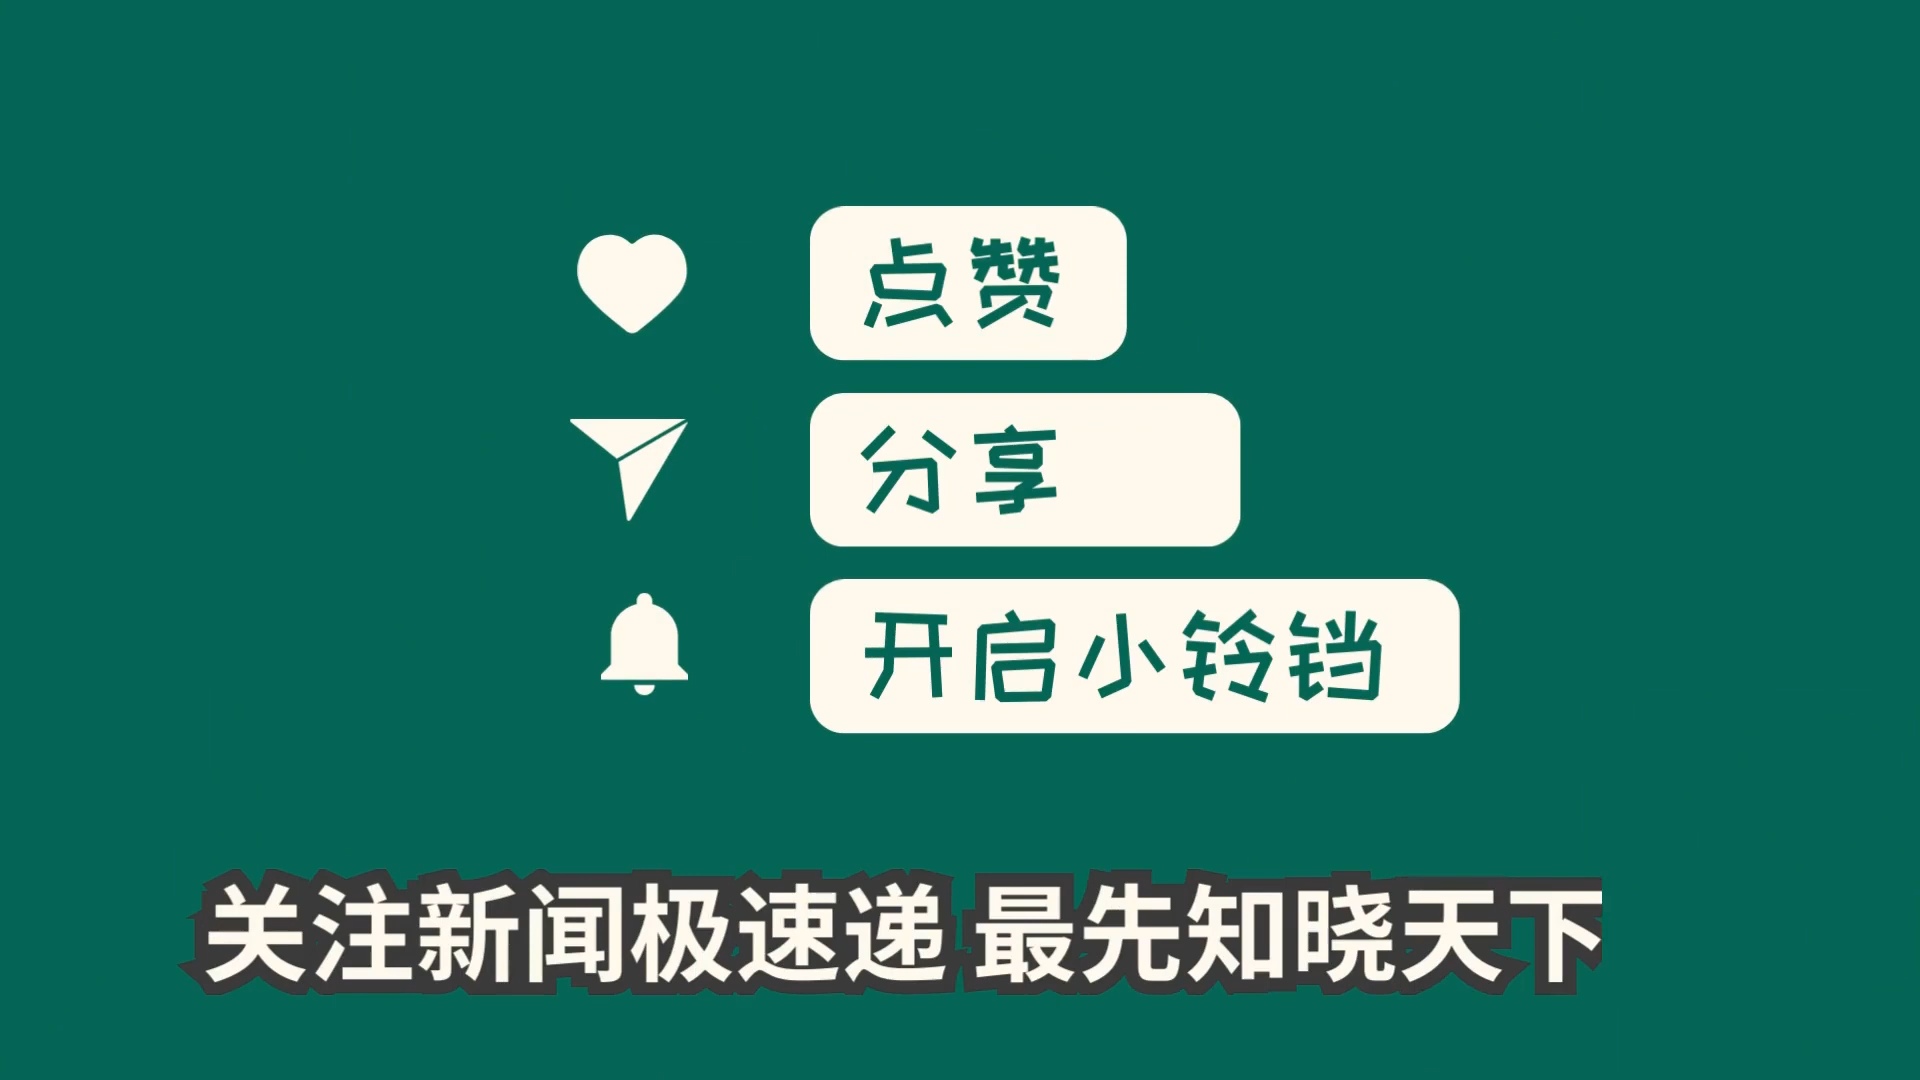 点赞
分享
开启小铃铛
关注新闻极速递 最先知晓天下